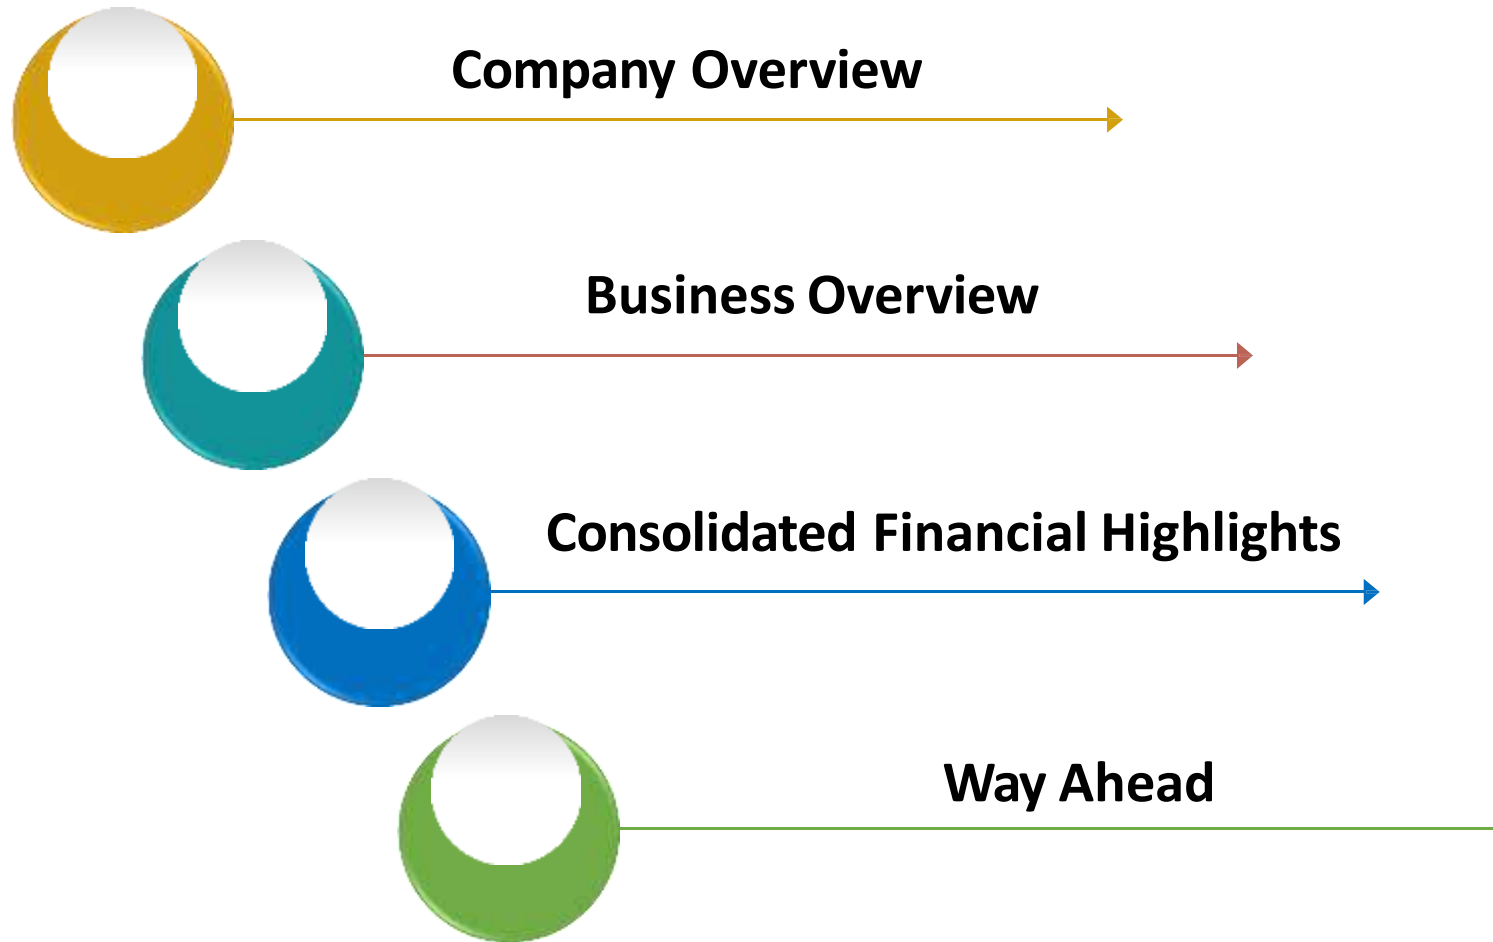 Company Overview
Business Overview
Consolidated Financial Highlights
Way Ahead